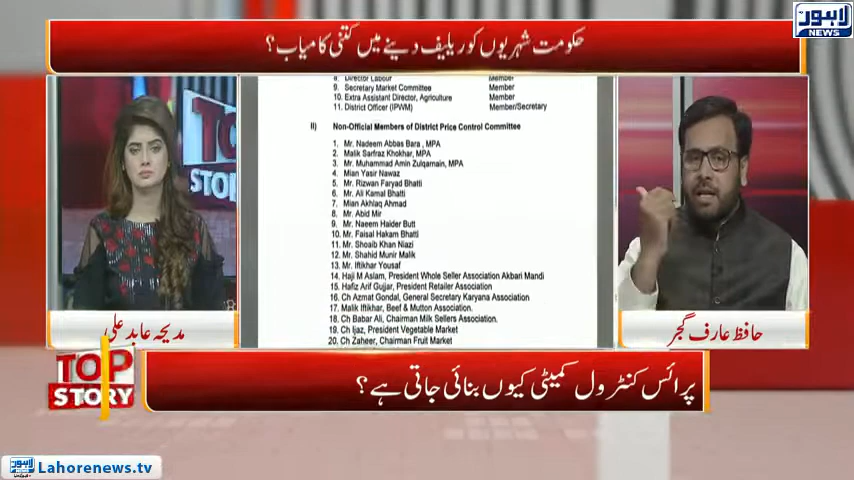 لاہور
NEWS
حکومت شہریوں کو ریلیف دینے میں کتنی کامیاب؟
8. Director Labour Member
9. Secretary Market Committee Member
10. Extra Assistant Director, Agriculture Member
11. District Officer (IPWM) Member/Secretary
II) Non-Official Members of District Price Control Committee
1. Mr. Nadeem Abbas Bara , MPA
2. Malik Sarfraz Khokhar, MPA
3. Mr. Muhammad Amin Zulqarnain, MPA
4. Mian Yasir Nawaz
5. Mr. Rizwan Faryad Bhatti
6. Mr. Ali Kamal Bhatti
7. Mian Akhlaq Ahmad
8. Mr. Abid Mir
9. Mr. Naeem Haider Butt
10. Mr. Faisal Hakam Bhatti
11. Mr. Shoaib Khan Niazi
12. Mr. Shahid Munir Malik
13. Mr. Iftikhar Yousaf
14. Haji M Aslam, President Whole Seller Association Akbari Mandi
15. Hafiz Arif Gujjar, President Retailer Association
16. Ch Azmat Gondal, General Secretary Karyana Association
17. Malik Iftikhar, Beef & Mutton Association.
18. Ch Babar Ali, Chairman Milk Sellers Association.
19. Ch Ijaz, President Vegetable Market
20. Ch Zaheer, Chairman Fruit Market
TOP
STO
مدیحہ عابد علی
حافظ عارف گجر
TOP
STORY
پرائس کنٹرول کمیٹی کیوں بنائی جاتی ہے؟
لاہور
Lahorenews.tv